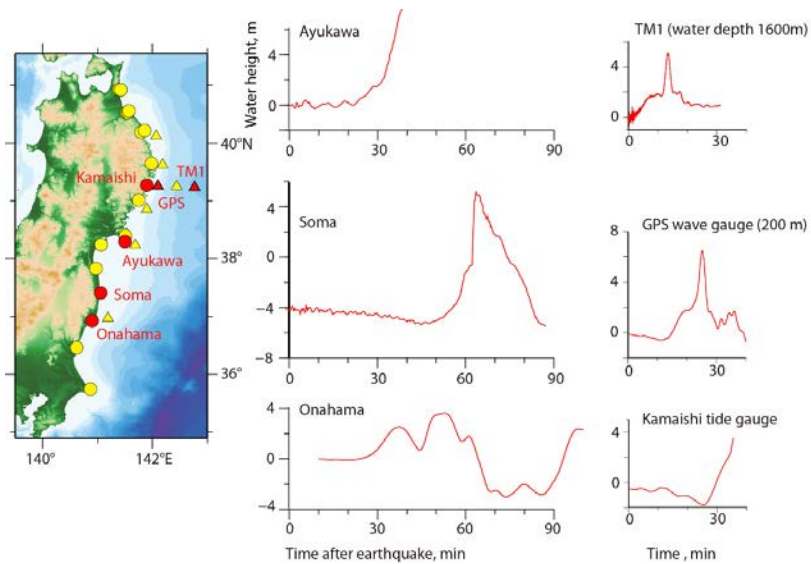 40°N
38°
36°
140°
142°E
Kamaishi
TM1
GPS
Ayukawa
Soma
Onahama
Water height, m
Ayukawa
4
0
0
30
60
90
Soma
4
0
−4
−8
0
30
60
90
Onahama
4
0
−4
0
30
60
90
Time after earthquake, min
TM1 (water depth 1600m)
4
0
0
30
GPS wave gauge (200 m)
8
4
0
0
30
Kamaishi tide gauge
4
0
0
30
Time , min